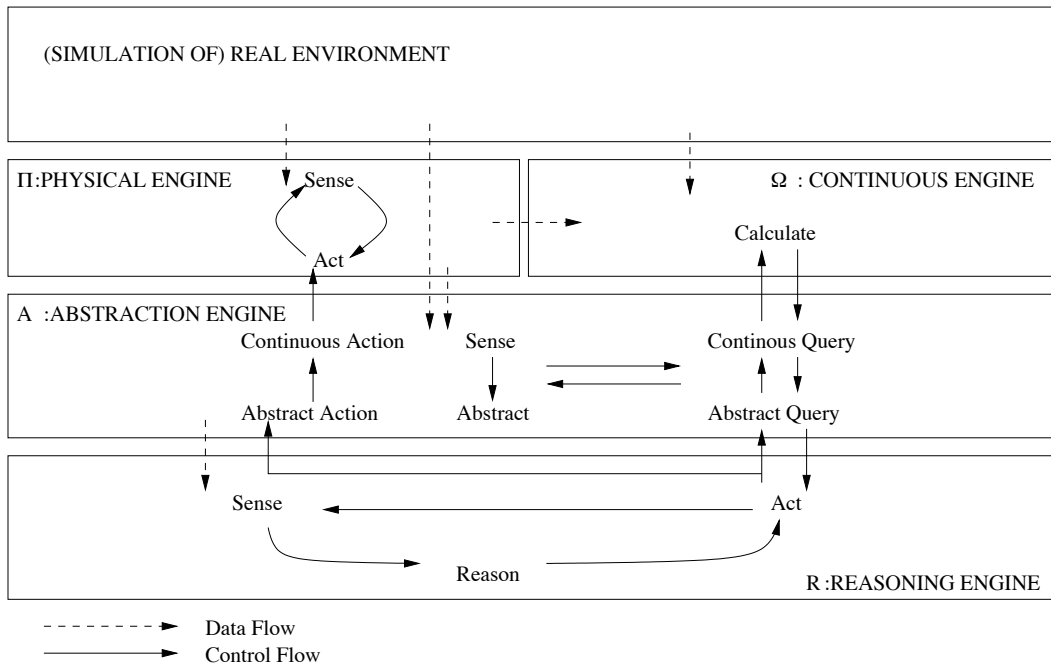 (SIMULATION OF) REAL ENVIRONMENT
Π:PHYSICAL ENGINE
Sense
Act
Ω : CONTINUOUS ENGINE
Calculate
A :ABSTRACTION ENGINE
Continuous Action
Sense
Continous Query
Abstract Action
Abstract
Abstract Query
Sense
Act
Reason
R :REASONING ENGINE
Data Flow
Control Flow